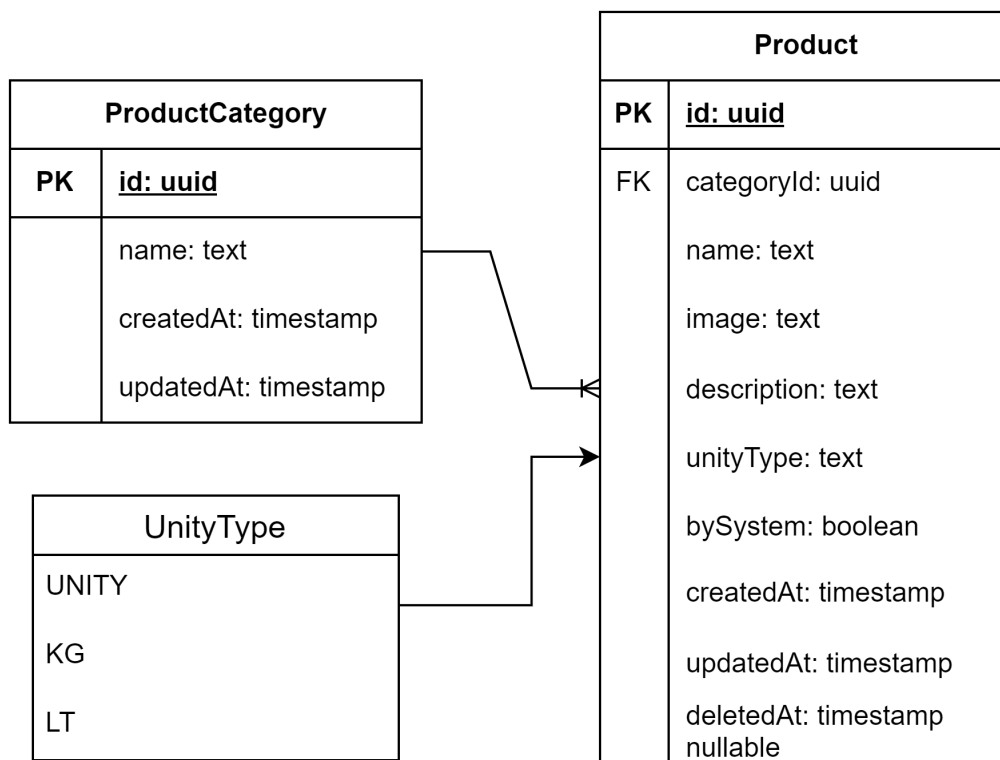 Product
PK id: uuid
FK categoryId: uuid
name: text
image: text
description: text
unityType: text
bySystem: boolean
createdAt: timestamp
updatedAt: timestamp
deletedAt: timestamp
nullable
ProductCategory
PK id: uuid
name: text
createdAt: timestamp
updatedAt: timestamp
UnityType
UNITY
KG
LT